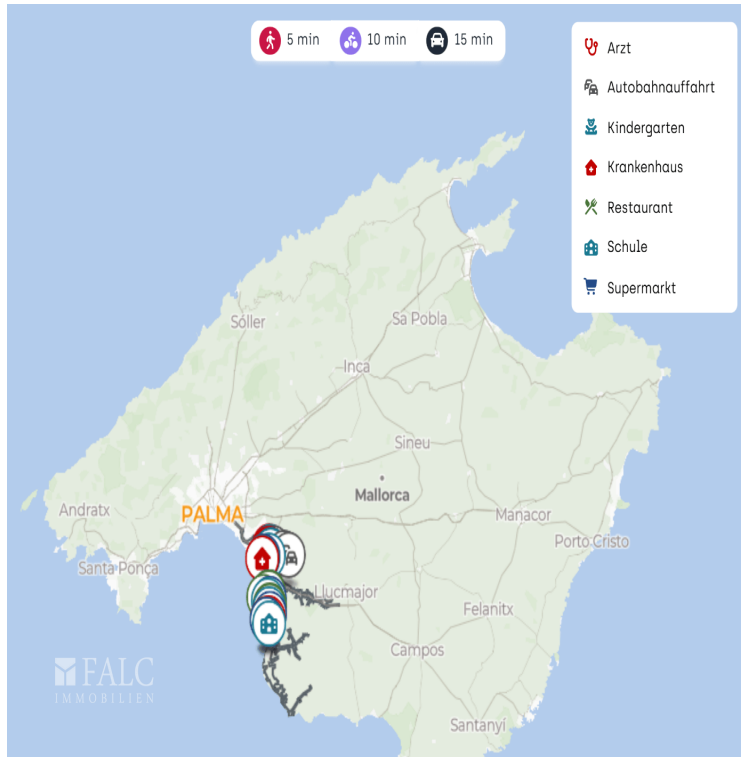 5 min
10 min
15 min
Arzt
Autobahnauffahrt
Kindergarten
Krankenhaus
Restaurant
Schule
Supermarkt
Sóller
Sa Pobla
Inca
Sineu
Mallorca
Andratx
PALMA
Manacor
Porto Cristo
Santa Ponça
Llucmajor
Felanitx
Campos
FALC
IMMOBILIEN
Santanyí